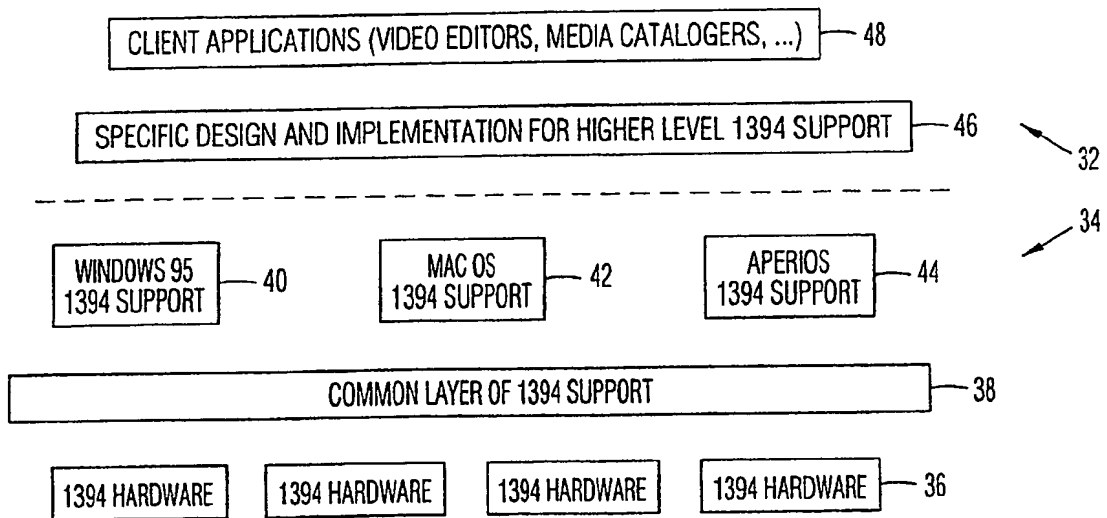 CLIENT APPLICATIONS (VIDEO EDITORS, MEDIA CATALOGERS, ...) 48
SPECIFIC DESIGN AND IMPLEMENTATION FOR HIGHER LEVEL 1394 SUPPORT 46
32
34
WINDOWS 95
1394 SUPPORT 40
MAC OS
1394 SUPPORT 42
APERIOS
1394 SUPPORT 44
COMMON LAYER OF 1394 SUPPORT 38
1394 HARDWARE 1394 HARDWARE 1394 HARDWARE 1394 HARDWARE 36